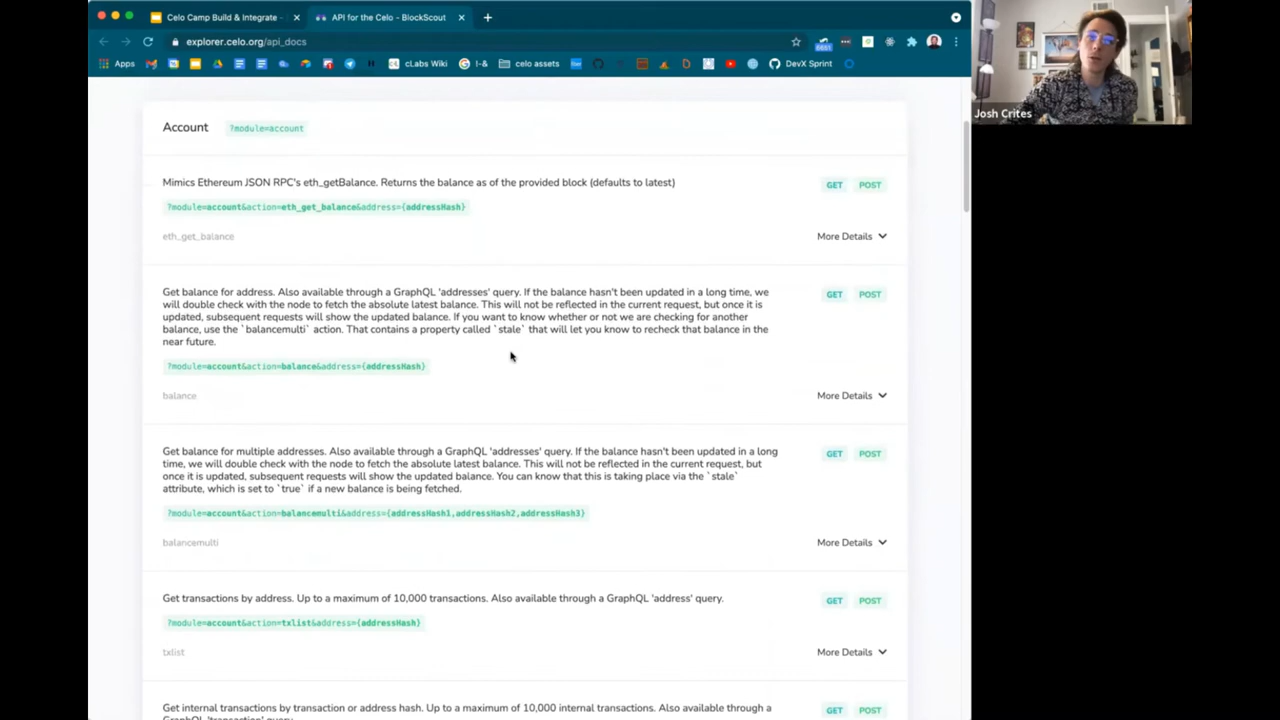 Celo Camp Build & Integrate -
API for the Celo - BlockScout
explorer.celo.org/api_docs
Apps
cLabs Wiki
I-&
celo assets
DevX Sprint
Josh Crites
Account
?module=account
Mimics Ethereum JSON RPC's eth_getBalance. Returns the balance as of the provided block (defaults to latest)
GET POST
?module=account&action=eth_get_balance&address={addressHash}
eth_get_balance
More Details
Get balance for address. Also available through a GraphQL 'addresses' query. If the balance hasn't been updated in a long time, we
will double check with the node to fetch the absolute latest balance. This will not be reflected in the current request, but once it is
updated, subsequent requests will show the updated balance. If you want to know whether or not we are checking for another
balance, use the `balancemulti` action. That contains a property called `stale` that will let you know to recheck that balance in the
near future.
GET POST
?module=account&action=balance&address={addressHash}
balance
More Details
Get balance for multiple addresses. Also available through a GraphQL 'addresses' query. If the balance hasn't been updated in a long
time, we will double check with the node to fetch the absolute latest balance. This will not be reflected in the current request, but
once it is updated, subsequent requests will show the updated balance. You can know that this is taking place via the `stale`
attribute, which is set to `true` if a new balance is being fetched.
GET POST
?module=account&action=balancemulti&address={addressHash1,addressHash2,addressHash3}
balancemulti
More Details
Get transactions by address. Up to a maximum of 10,000 transactions. Also available through a GraphQL 'address' query.
GET POST
?module=account&action=txlist&address={addressHash}
txlist
More Details
Get internal transactions by transaction or address hash. Up to a maximum of 10,000 internal transactions. Also available through a
GraphQL 'transaction' query.
GET POST